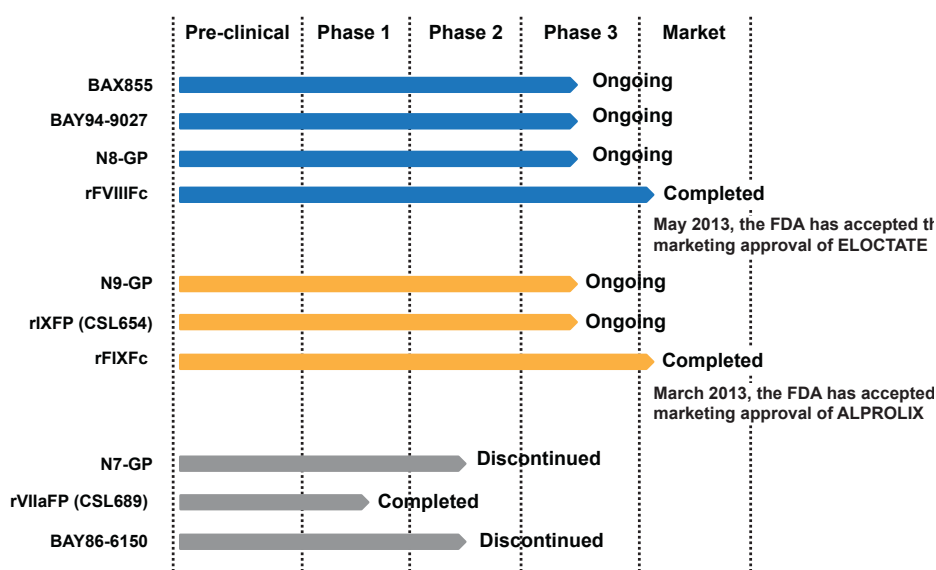 Pre-clinical Phase 1 Phase 2 Phase 3 Market
BAX855 Ongoing
BAY94-9027 Ongoing
N8-GP Ongoing
rFVIIIFc Completed
May 2013, the FDA has accepted
marketing approval of ELOCTATE
N9-GP Ongoing
rIXFP (CSL654) Ongoing
rFIXFc Completed
March 2013, the FDA has accepted
marketing approval of ALPROLIX
N7-GP Discontinued
rVIIaFP (CSL689) Completed
BAY86-6150 Discontinued